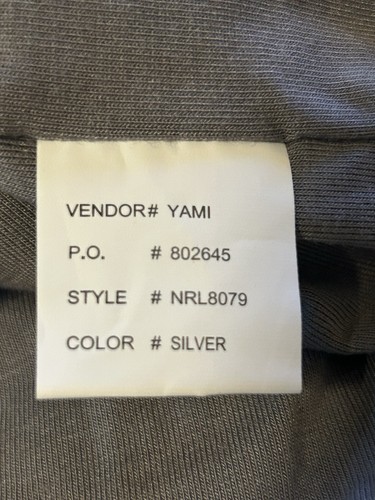 VENDOR# YAMI
P.O. # 802645
STYLE # NRL8079
COLOR # SILVER